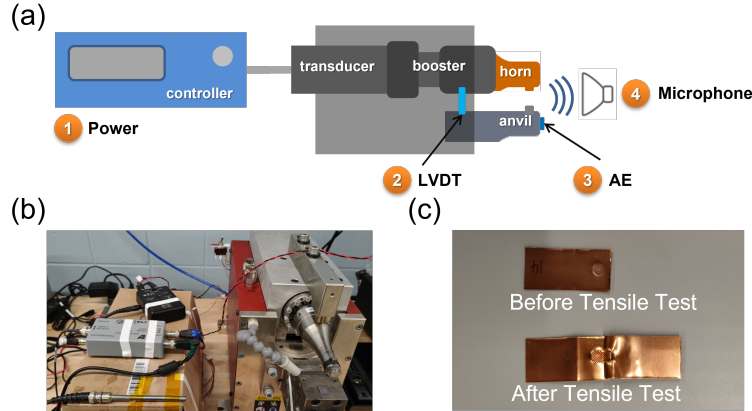 (a)
transducer
booster
horn
controller
4 Microphone
1 Power
anvil
2 LVDT
3 AE
(b)
(c)
Before Tensile Test
After Tensile Test